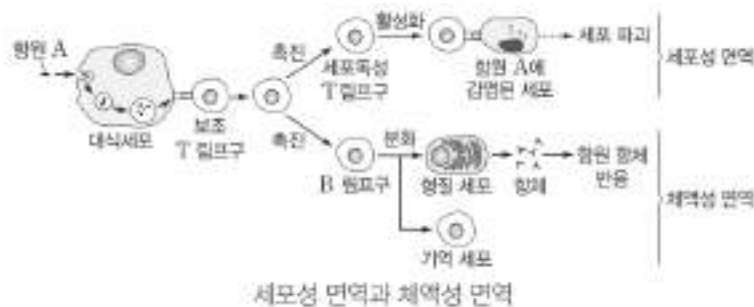 항원 A
대식세포
보조
T 림프구
촉진
촉진
세포독성
T림프구
활성화
항원 A에
감염된 세포
세포 파괴
세포성 면역
B 림프구
분화
형질 세포
항체
항원 항체
반응
체액성 면역
기억 세포
세포성 면역과 체액성 면역